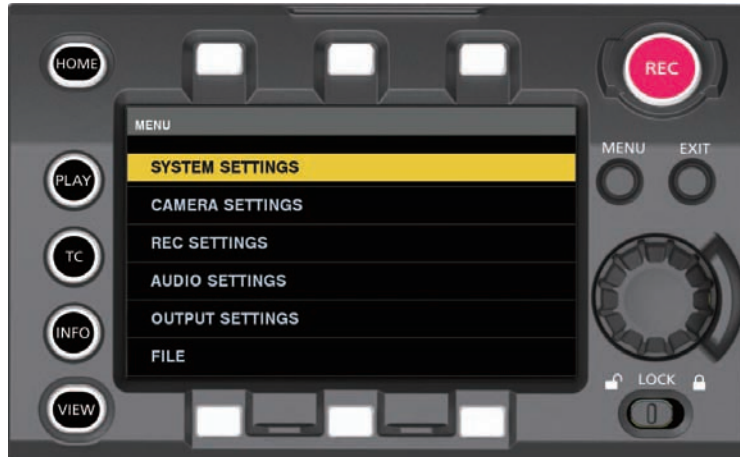 HOME
REC
MENU
MENU EXIT
SYSTEM SETTINGS
PLAY
CAMERA SETTINGS
REC SETTINGS
TC
AUDIO SETTINGS
OUTPUT SETTINGS
INFO
FILE
LOCK
VIEW